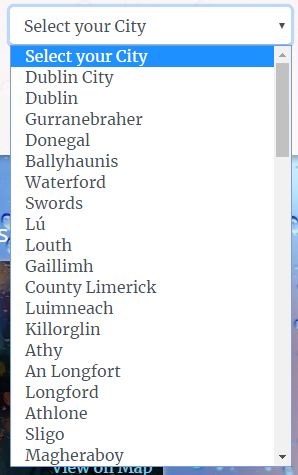 Select your City
Select your City
Dublin City
Dublin
Gurranebraher
Donegal
Ballyhaunis
Waterford
Swords
Lú
Louth
Gaillimh
County Limerick
Luimneach
Killorglin
Athy
An Longfort
Longford
Athlone
Sligo
Magheraboy
View on Map